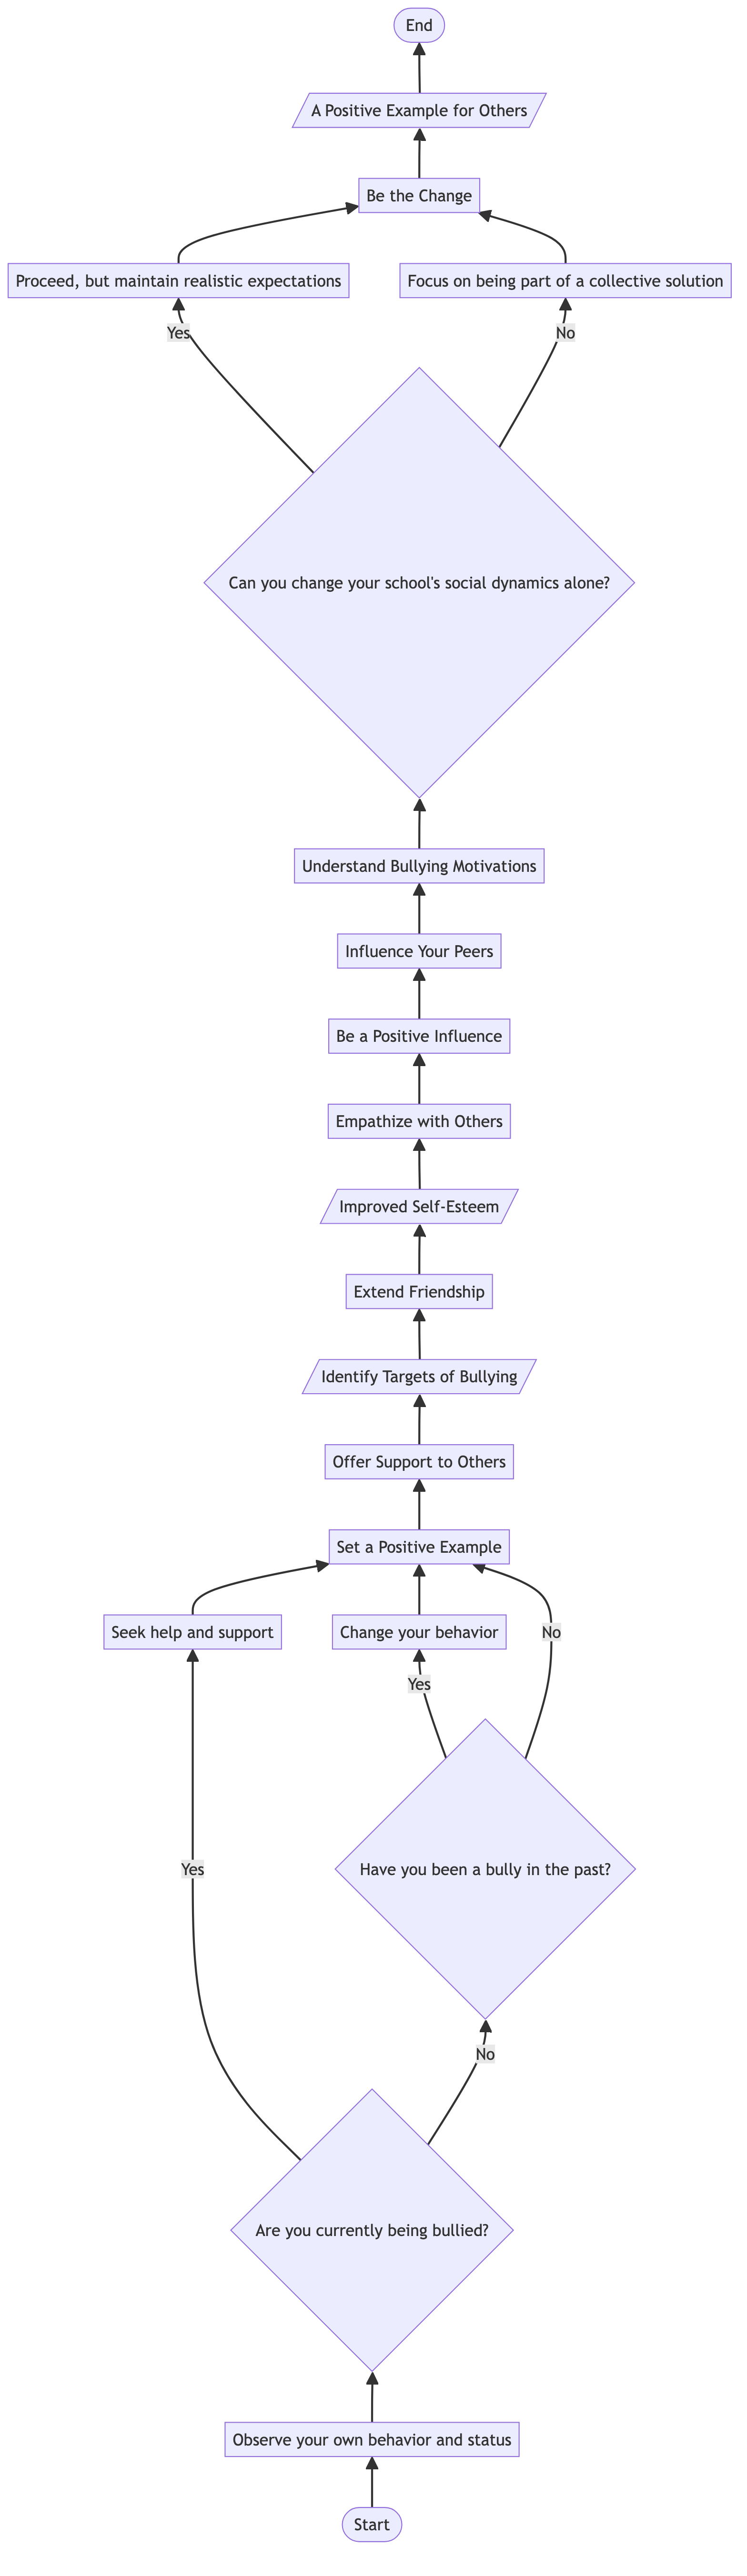 End
A Positive Example for Others
Be the Change
Proceed, but maintain realistic expectations
Focus on being part of a collective solution
Yes
No
Can you change your school's social dynamics alone?
Understand Bullying Motivations
Influence Your Peers
Be a Positive Influence
Empathize with Others
Improved Self-Esteem
Extend Friendship
Identify Targets of Bullying
Offer Support to Others
Set a Positive Example
Seek help and support
Change your behavior
No
Yes
Yes
Have you been a bully in the past?
No
Are you currently being bullied?
Observe your own behavior and status
Start